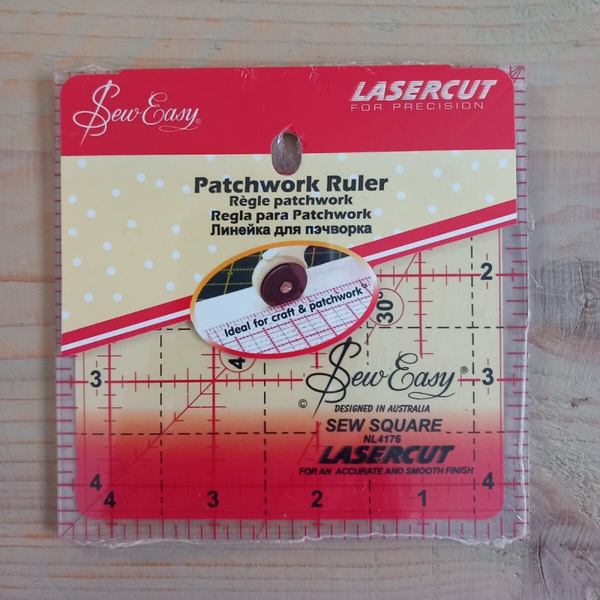 Sew Easy®
LASERCUT
FOR PRECISION
Patchwork Ruler
Règle patchwork
Regla para Patchwork
Линейка для пэчворка
Ideal for craft & patchwork
2
30°
3
3
Sew Easy®
©
DESIGNED IN AUSTRALIA
SEW SQUARE
NL4176
LASERCUT
FOR AN ACCURATE AND SMOOTH FINISH
4
4
4 3 2 1